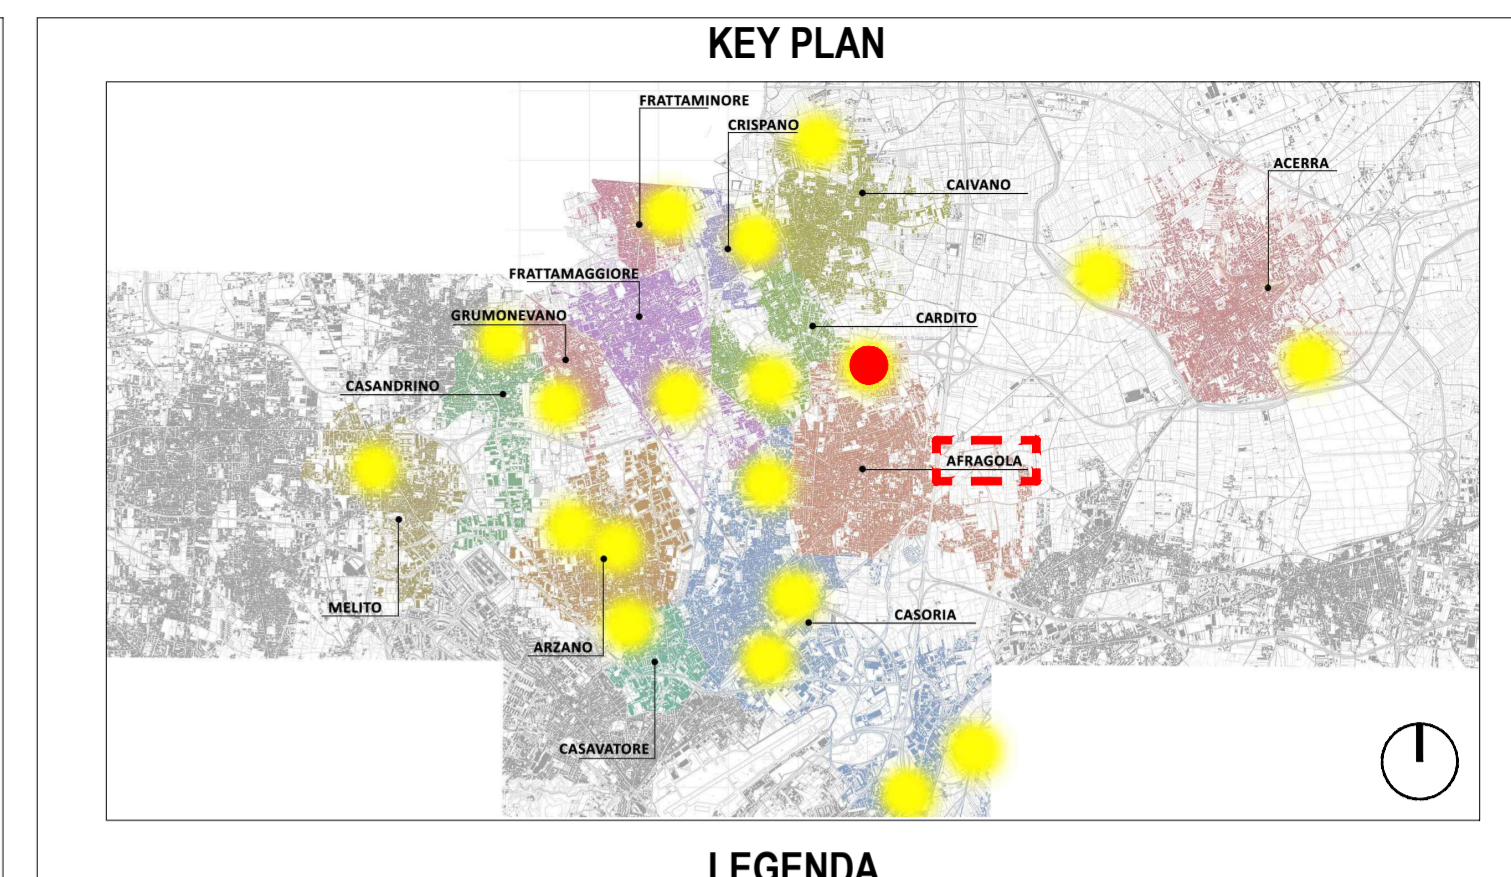 KEY PLAN
FRATTAMINORE
CRISPANO
CAIVANO
ACERRA
FRATTAMAGGIORE
GRUMONEVANO
CARDITO
CASANDRINO
AFRAGOLA
MELITO
CASORIA
ARZANO
CASAVATORE
LEGENDA